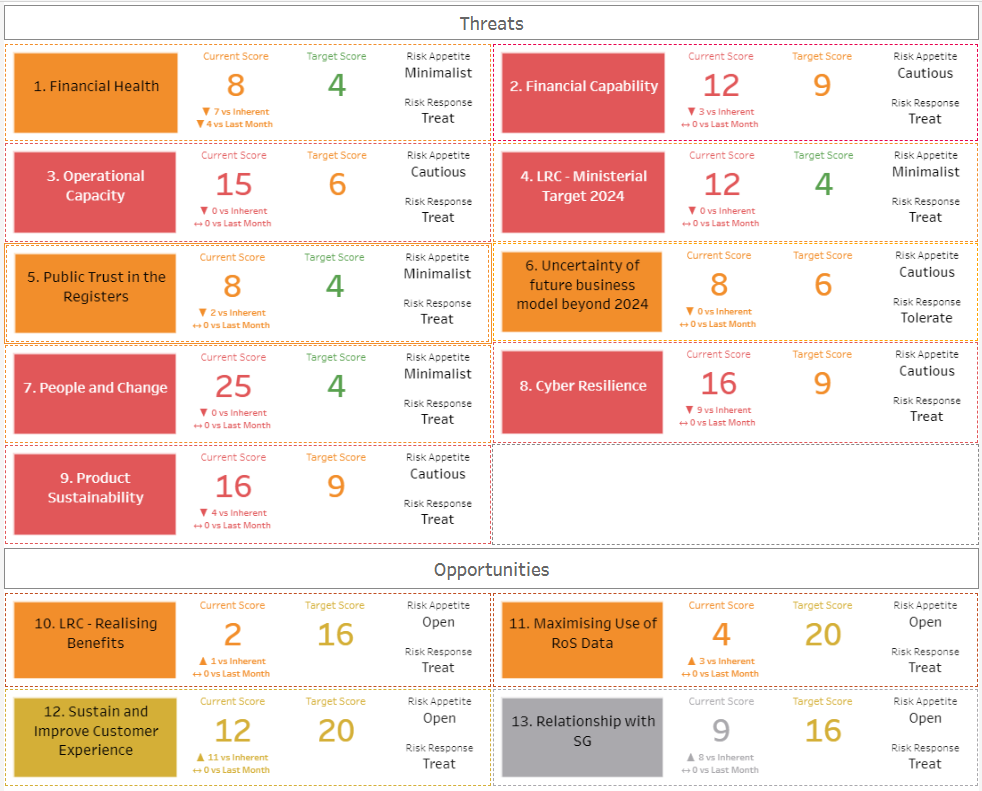 Threats
1. Financial Health
Current Score
8
▼ 7 vs Inherent
▼ 4 vs Last Month
Target Score
4
Risk Appetite
Minimalist
Risk Response
Treat
2. Financial Capability
Current Score
12
▼ 3 vs Inherent
↔ 0 vs Last Month
Target Score
9
Risk Appetite
Cautious
Risk Response
Treat
3. Operational
Capacity
Current Score
15
▼ 0 vs Inherent
↔ 0 vs Last Month
Target Score
6
Risk Appetite
Cautious
Risk Response
Treat
4. LRC - Ministerial
Target 2024
Current Score
12
▼ 0 vs Inherent
↔ 0 vs Last Month
Target Score
4
Risk Appetite
Minimalist
Risk Response
Treat
5. Public Trust in the
Registers
Current Score
8
▼ 2 vs Inherent
↔ 0 vs Last Month
Target Score
4
Risk Appetite
Minimalist
Risk Response
Treat
6. Uncertainty of
future business
model beyond 2024
Current Score
8
▼ 0 vs Inherent
↔ 0 vs Last Month
Target Score
6
Risk Appetite
Cautious
Risk Response
Tolerate
7. People and Change
Current Score
25
▼ 0 vs Inherent
↔ 0 vs Last Month
Target Score
4
Risk Appetite
Minimalist
Risk Response
Treat
8. Cyber Resilience
Current Score
16
▼ 9 vs Inherent
↔ 0 vs Last Month
Target Score
9
Risk Appetite
Cautious
Risk Response
Treat
9. Product
Sustainability
Current Score
16
▼ 4 vs Inherent
↔ 0 vs Last Month
Target Score
9
Risk Appetite
Cautious
Risk Response
Treat
Opportunities
10. LRC - Realising
Benefits
Current Score
2
▲ 1 vs Inherent
↔ 0 vs Last Month
Target Score
16
Risk Appetite
Open
Risk Response
Treat
11. Maximising Use of
RoS Data
Current Score
4
▲ 3 vs Inherent
↔ 0 vs Last Month
Target Score
20
Risk Appetite
Open
Risk Response
Treat
12. Sustain and
Improve Customer
Experience
Current Score
12
▲ 11 vs Inherent
↔ 0 vs Last Month
Target Score
20
Risk Appetite
Open
Risk Response
Treat
13. Relationship with
SG
Current Score
9
▲ 8 vs Inherent
↔ 0 vs Last Month
Target Score
16
Risk Appetite
Open
Risk Response
Treat